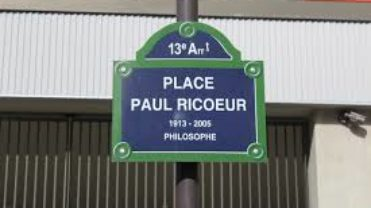 13e Arrt
PLACE
PAUL RICOEUR
1913 - 2005
PHILOSOPHE